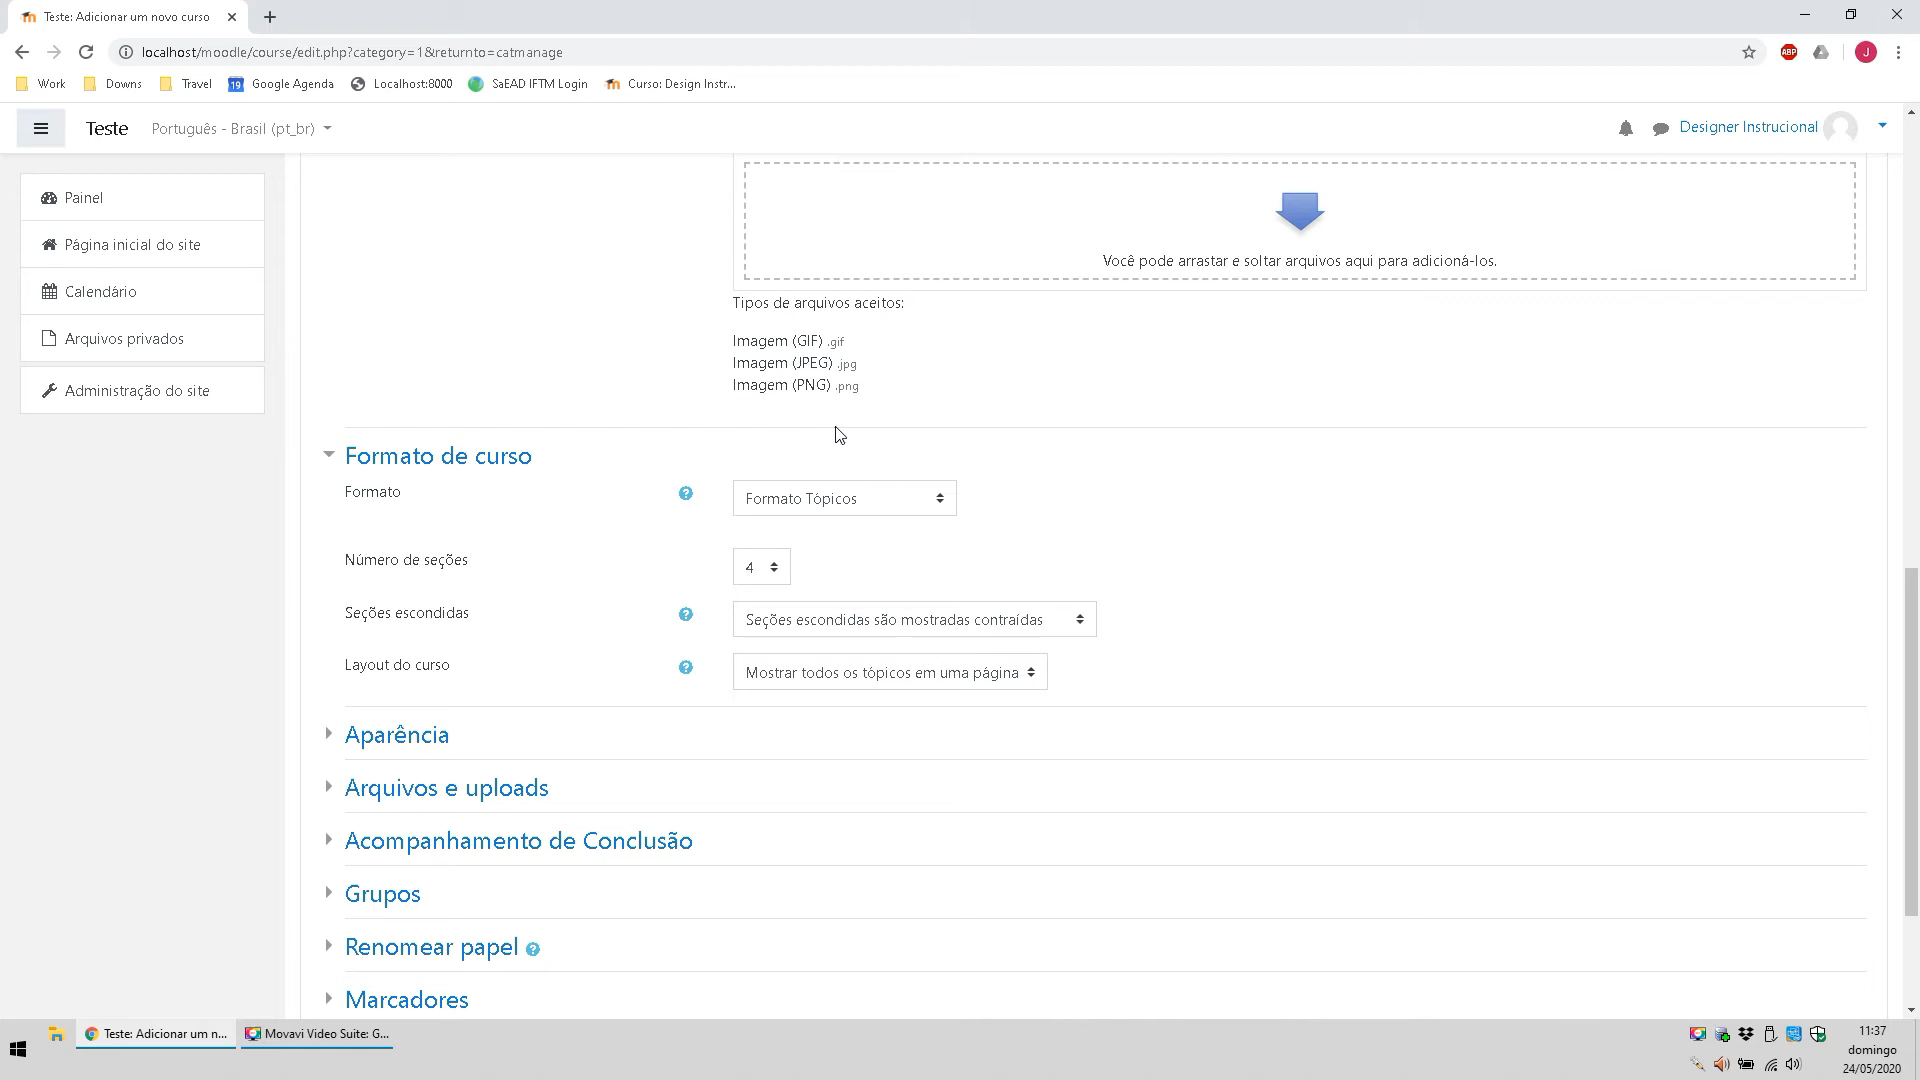 Teste: Adicionar um novo curso
localhost/moodle/course/edit.php?category=1&returnto=catmanage
ABP
J
Work
Downs
Travel
19
Google Agenda
Localhost:8000
SaEAD IFTM Login
Curso: Design Instr...
Teste
Português - Brasil (pt_br)
Designer Instrucional
Painel
Página inicial do site
Calendário
Arquivos privados
Administração do site
Você pode arrastar e soltar arquivos aqui para adicioná-los.
Tipos de arquivos aceitos:
Imagem (GIF) .gif
Imagem (JPEG) .jpg
Imagem (PNG) .png
Formato de curso
Formato
?
Formato Tópicos
Número de seções
4
Seções escondidas
?
Seções escondidas são mostradas contraídas
Layout do curso
?
Mostrar todos os tópicos em uma página
Aparência
Arquivos e uploads
Acompanhamento de Conclusão
Grupos
Renomear papel ?
Marcadores
Teste: Adicionar um n...
Movavi Video Suite: G...
11:37
domingo
24/05/2020